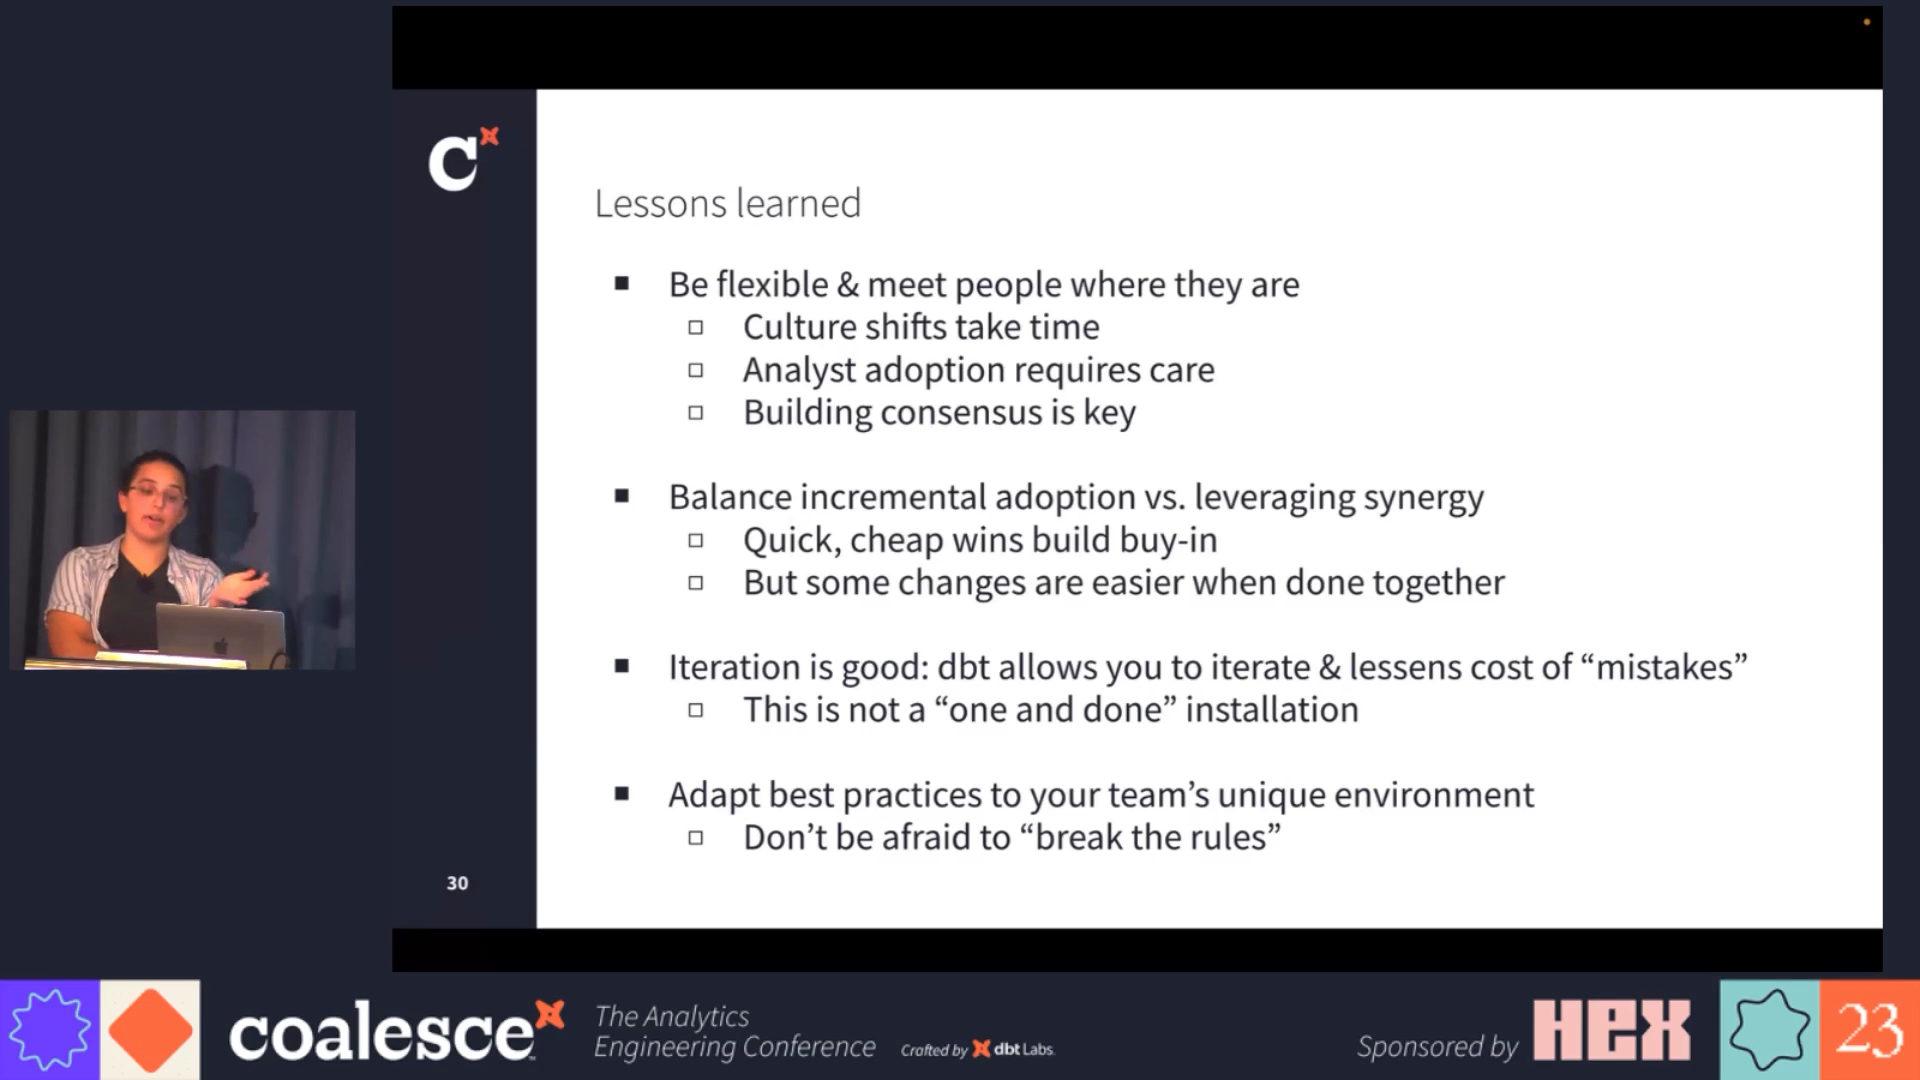 Lessons learned
Be flexible & meet people where they are
Culture shifts take time
Analyst adoption requires care
Building consensus is key
Balance incremental adoption vs. leveraging synergy
Quick, cheap wins build buy-in
But some changes are easier when done together
Iteration is good: dbt allows you to iterate & lessens cost of “mistakes”
This is not a “one and done” installation
Adapt best practices to your team’s unique environment
Don’t be afraid to “break the rules”
30
coalesce
The Analytics
Engineering Conference
Crafted by dbt Labs
Sponsored by
HEX
23